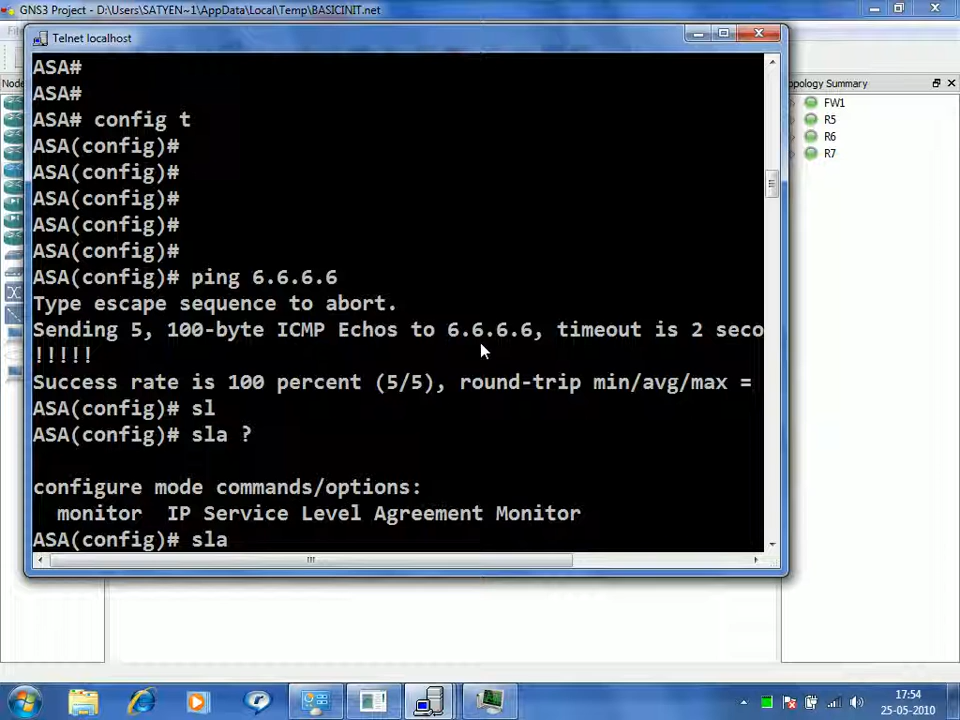 GNS3 Project - D:\Users\SATYEN~1\AppData\Local\Temp\BASICINIT.net
Telnet localhost
ASA#
ASA#
ASA# config t
ASA(config)#
ASA(config)#
ASA(config)#
ASA(config)#
ASA(config)#
ASA(config)# ping 6.6.6.6
Type escape sequence to abort.
Sending 5, 100-byte ICMP Echos to 6.6.6.6, timeout is 2 seco
!!!!!
Success rate is 100 percent (5/5), round-trip min/avg/max =
ASA(config)# sl
ASA(config)# sla ?
configure mode commands/options:
monitor IP Service Level Agreement Monitor
ASA(config)# sla
opology Summary
FW1
R5
R6
R7
17:54
25-05-2010